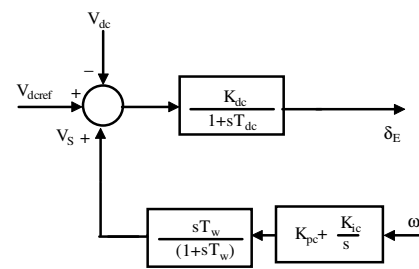 V_dc
−
V_dcref
+
V_S +
K_dc
1+sT_dc
δ_E
sT_w
(1+sT_w)
K_pc+ K_ic
s
ω